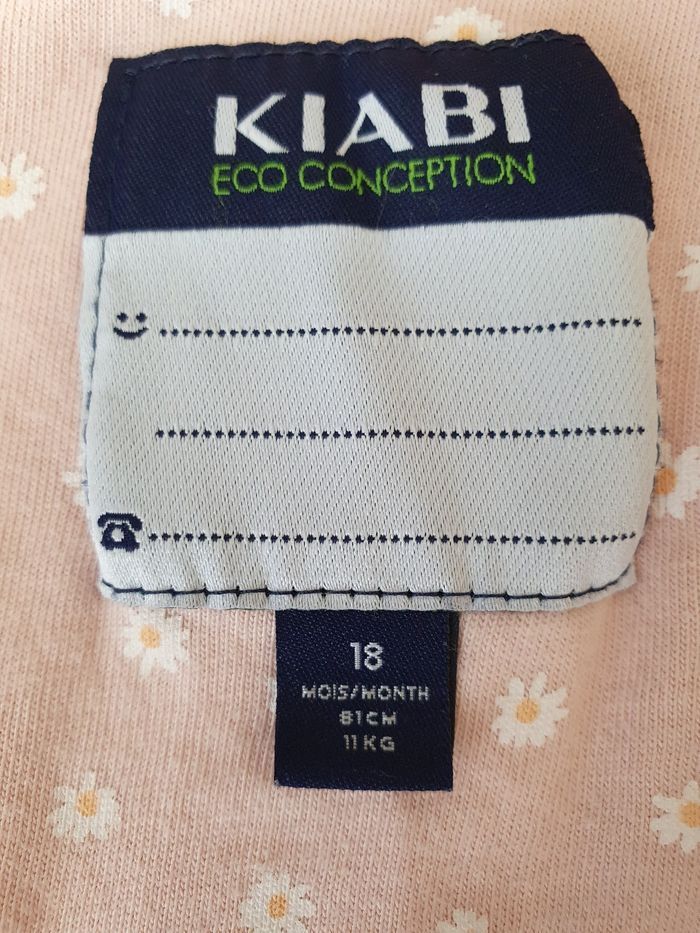 KIABI
ECO CONCEPTION
18
MOIS/MONTH
81CM
11KG